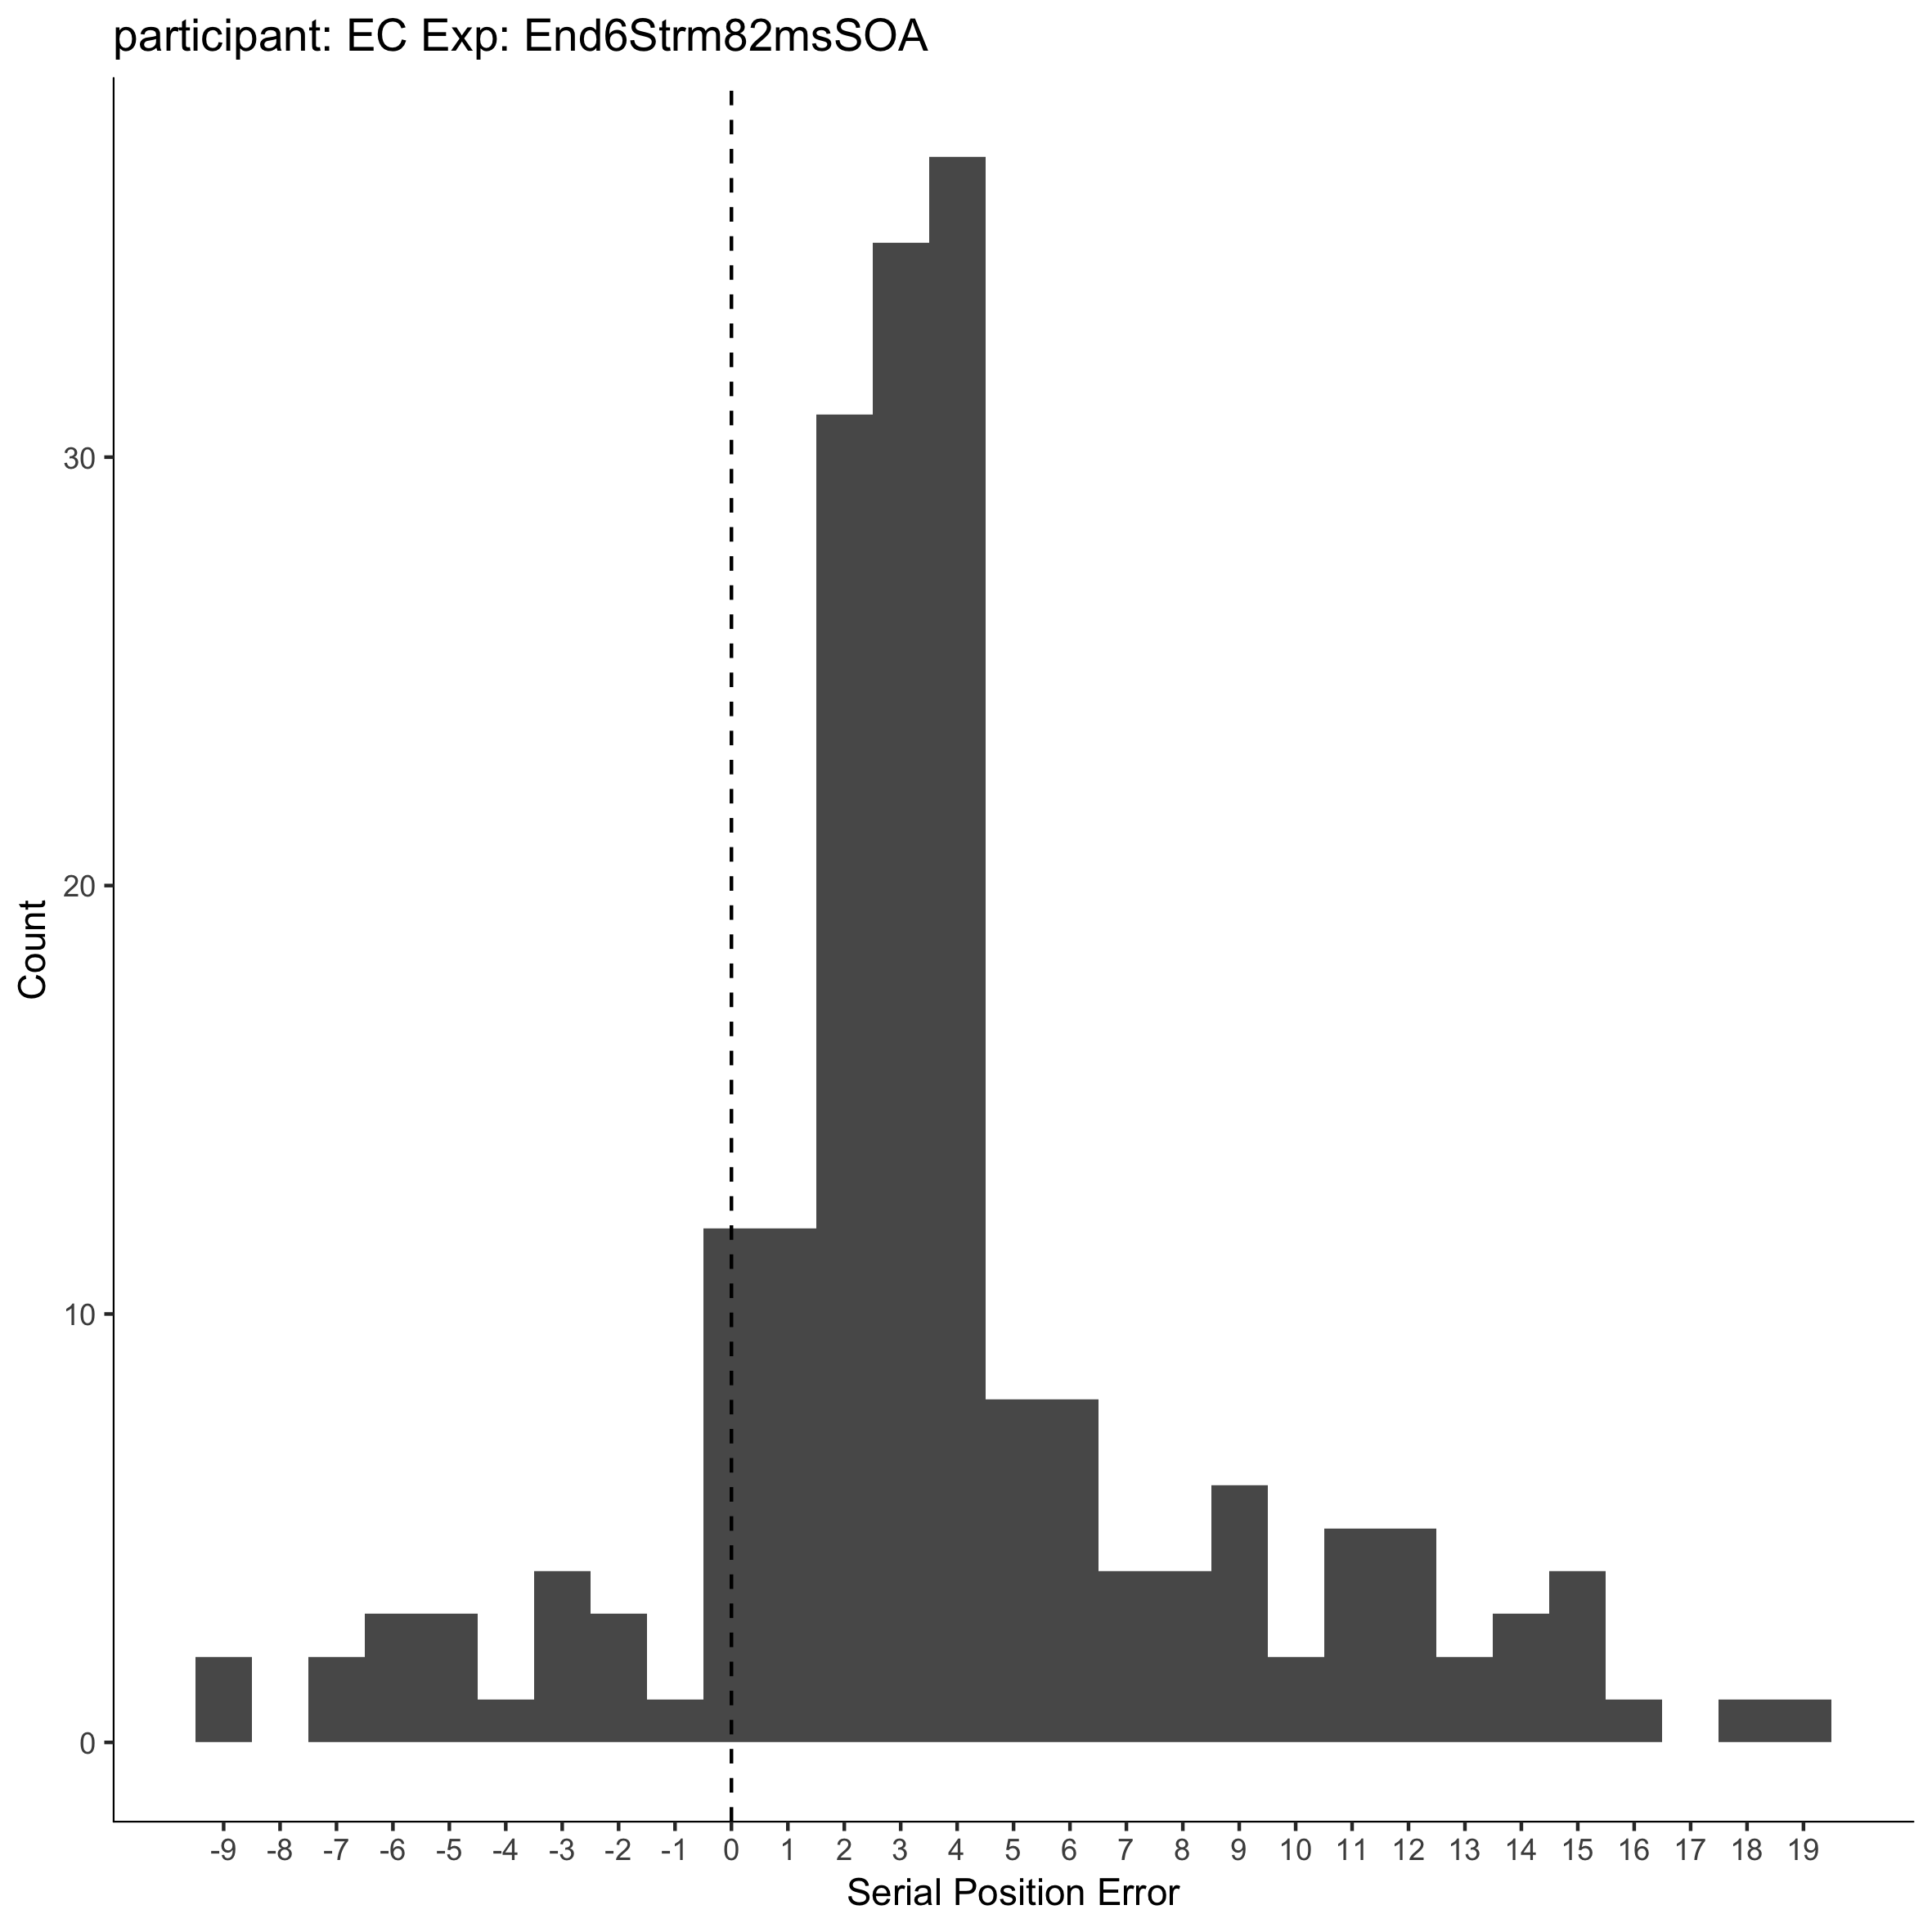 participant: EC Exp: End6Strm82msSOA
30
20
10
0
Count
-9 -8 -7 -6 -5 -4 -3 -2 -1 0 1 2 3 4 5 6 7 8 9 10 11 12 13 14 15 16 17 18 19
Serial Position Error